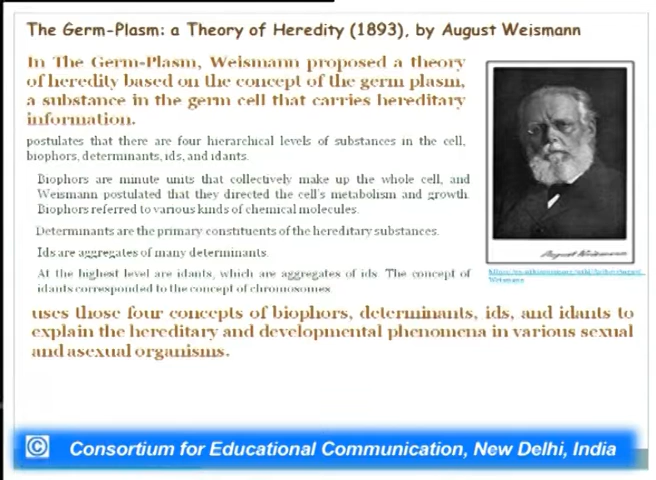 The Germ-Plasm: a Theory of Heredity (1893), by August Weismann
In The Germ-Plasm, Weismann proposed a theory
of heredity based on the concept of the germ plasm,
a substance in the germ cell that carries hereditary
information.
postulates that there are four hierarchical levels of substances in the cell,
biophors, determinants, ids, and idants.
Biophors are minute units that collectively make up the whole cell, and
Weismann postulated that they directed the cell's metabolism and growth.
Biophors referred to various kinds of chemical molecules.
Determinants are the primary constituents of the hereditary substances.
Ids are aggregates of many determinants.
At the highest level are idants, which are aggregates of ids. The concept of
idants corresponded to the concept of chromosomes.
August Weismann
Weismann
uses those four concepts of biophors, determinants, ids, and idants to
explain the hereditary and developmental phenomena in various sexual
and asexual organisms.
© Consortium for Educational Communication, New Delhi, India